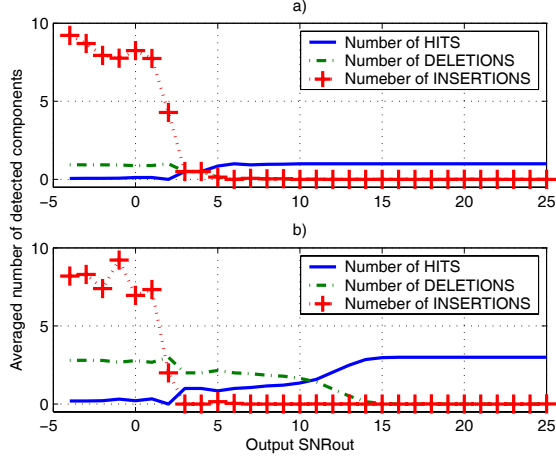 a)
10
5
0
Number of HITS
Number of DELETIONS
Numeber of INSERTIONS
−5 0 5 10 15 20 25
Averaged number of detected components
b)
10
5
0
Number of HITS
Number of DELETIONS
Numeber of INSERTIONS
−5 0 5 10 15 20 25
Output SNRout